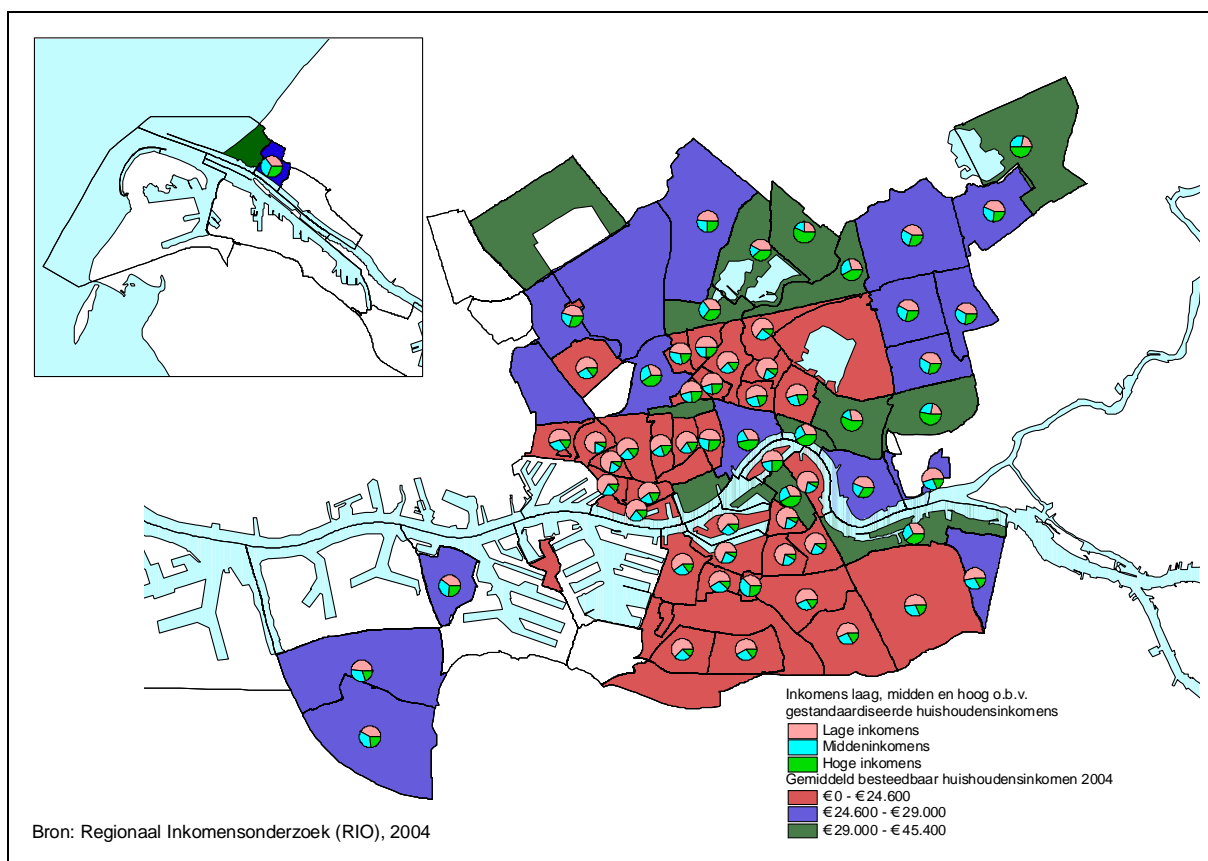 Inkomens laag, midden en hoog o.b.v.
gestandaardiseerde huishoudensinkomens
Lage inkomens
Middeninkomens
Hoge inkomens
Gemiddeld besteedbaar huishoudensinkomen 2004
€ 0 - € 24.600
€ 24.600 - € 29.000
€ 29.000 - € 45.400
Bron: Regionaal Inkomensonderzoek (RIO), 2004